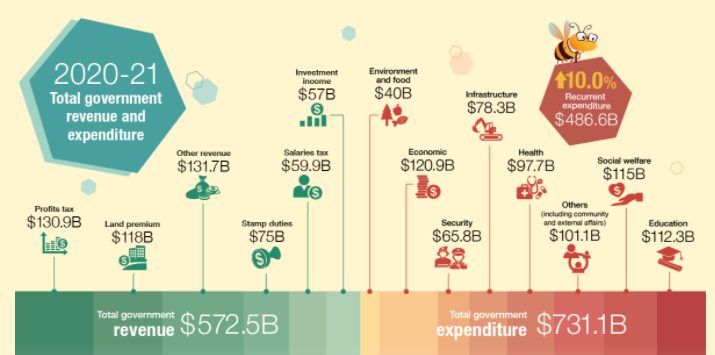 2020-21
Total government
revenue and
expenditure
Profits tax
$130.9B
Land premium
$118B
Other revenue
$131.7B
Stamp duties
$75B
Salaries tax
$59.9B
Investment
income
$57B
Environment
and food
$40B
Economic
$120.9B
Security
$65.8B
Infrastructure
$78.3B
Health
$97.7B
Others
(including community
and external affairs)
$101.1B
Social welfare
$115B
Education
$112.3B
10.0%
Recurrent
expenditure
$486.6B
Total government
revenue $572.5B
Total government
expenditure $731.1B